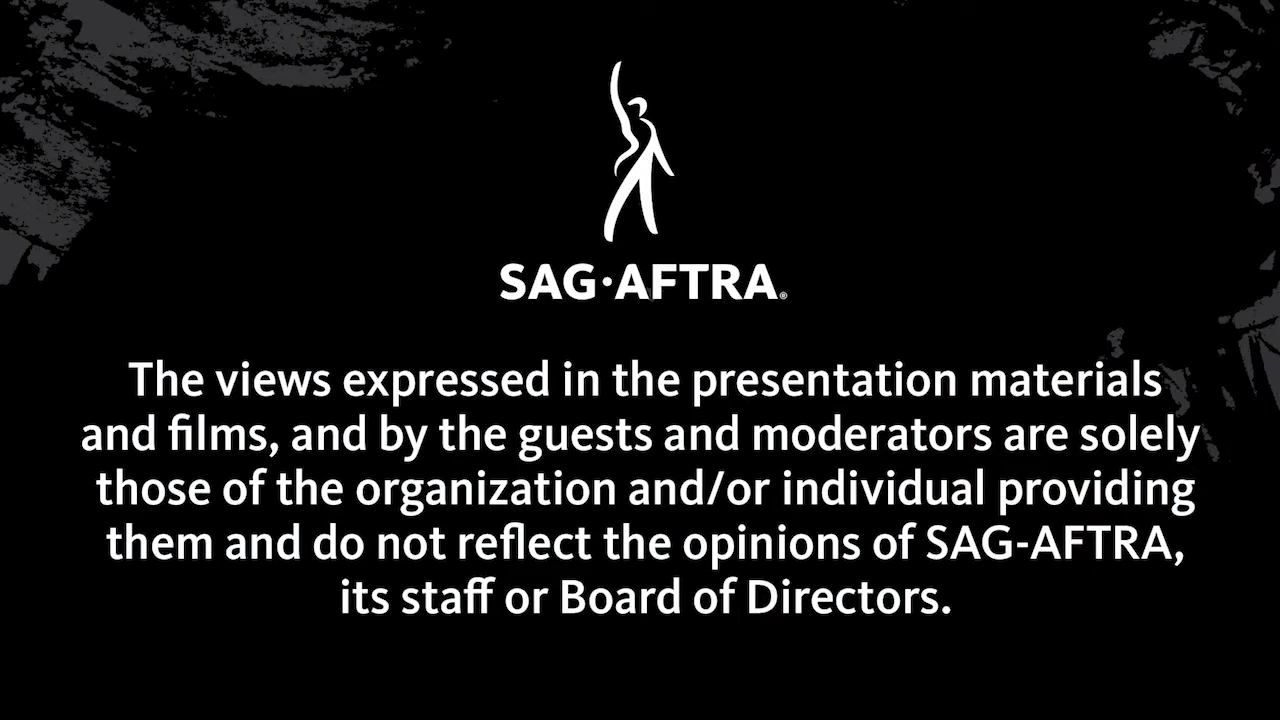 SAG·AFTRA®
The views expressed in the presentation materials
and films, and by the guests and moderators are solely
those of the organization and/or individual providing
them and do not reflect the opinions of SAG-AFTRA,
its staff or Board of Directors.